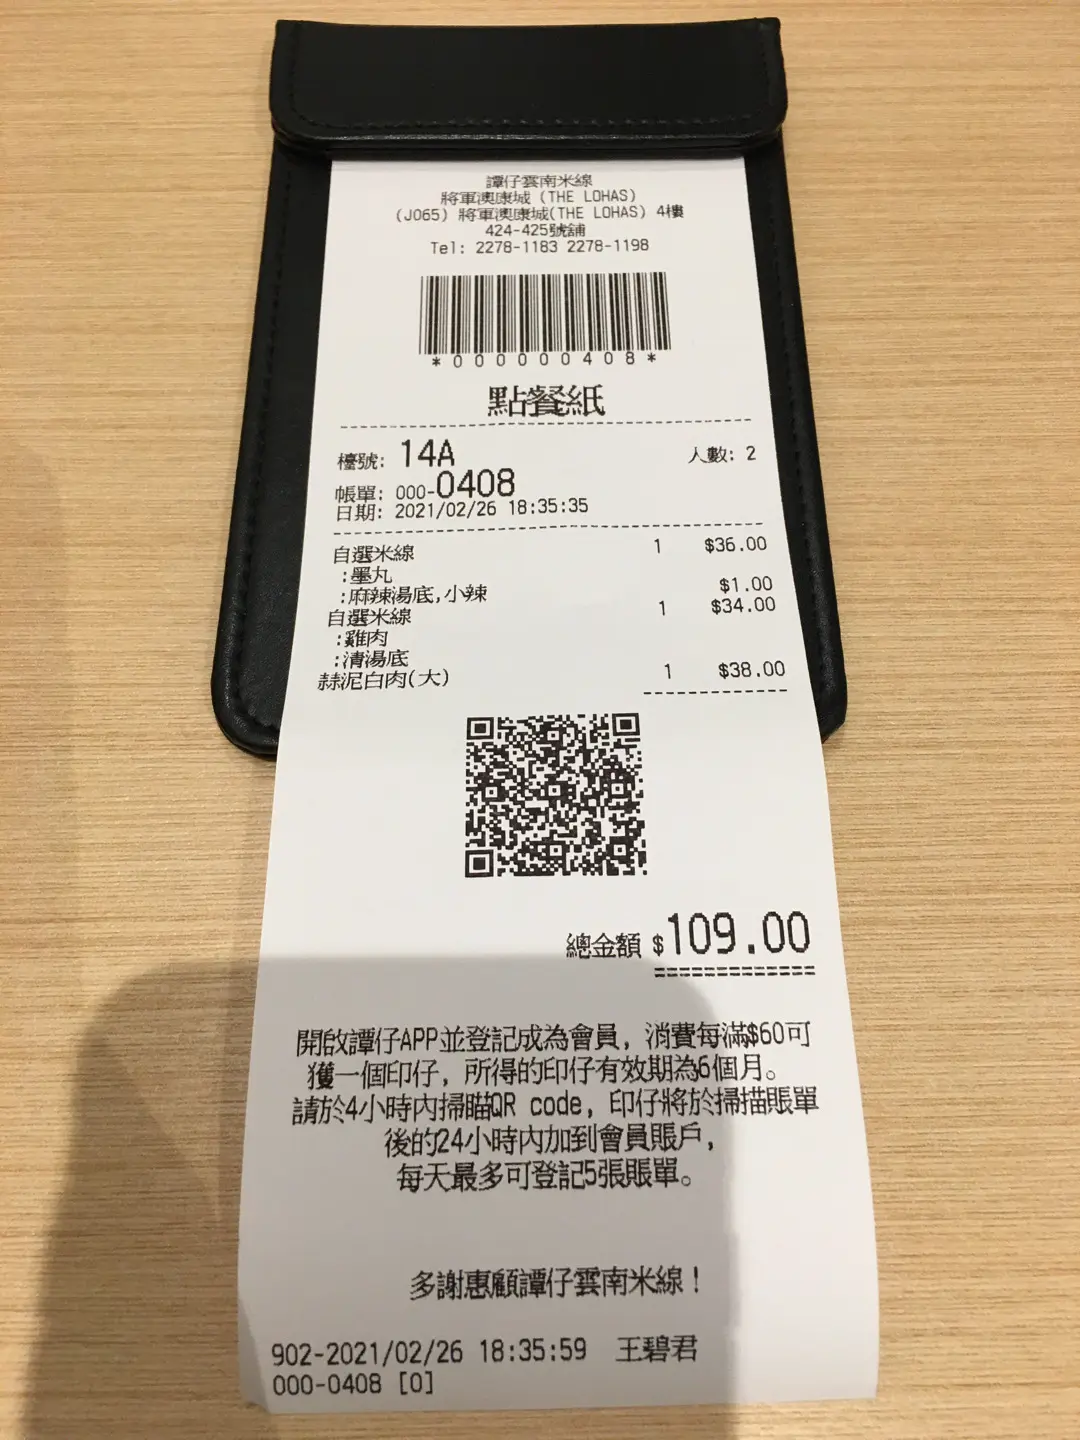 譚仔雲南米線
將軍澳康城 (THE LOHAS)
(J065) 將軍澳康城(THE LOHAS) 4樓
424-425號舖
Tel: 2278-1183 2278-1198
*000000408*
點餐紙
檯號: 14A 人數: 2
帳單: 000-0408
日期: 2021/02/26 18:35:35
自選米線 1 $36.00
:墨丸
:麻辣湯底,小辣 $1.00
自選米線 1 $34.00
:雞肉
:清湯底
蒜泥白肉(大) 1 $38.00
總金額 $109.00
開啟譚仔APP並登記成為會員, 消費每滿$60可
獲一個印仔, 所得的印仔有效期為6個月。
請於4小時內掃瞄QR code, 印仔將於掃描賬單
後的24小時內加到會員賬戶,
每天最多可登記5張賬單。
多謝惠顧譚仔雲南米線!
902-2021/02/26 18:35:59 王碧君
000-0408 [0]